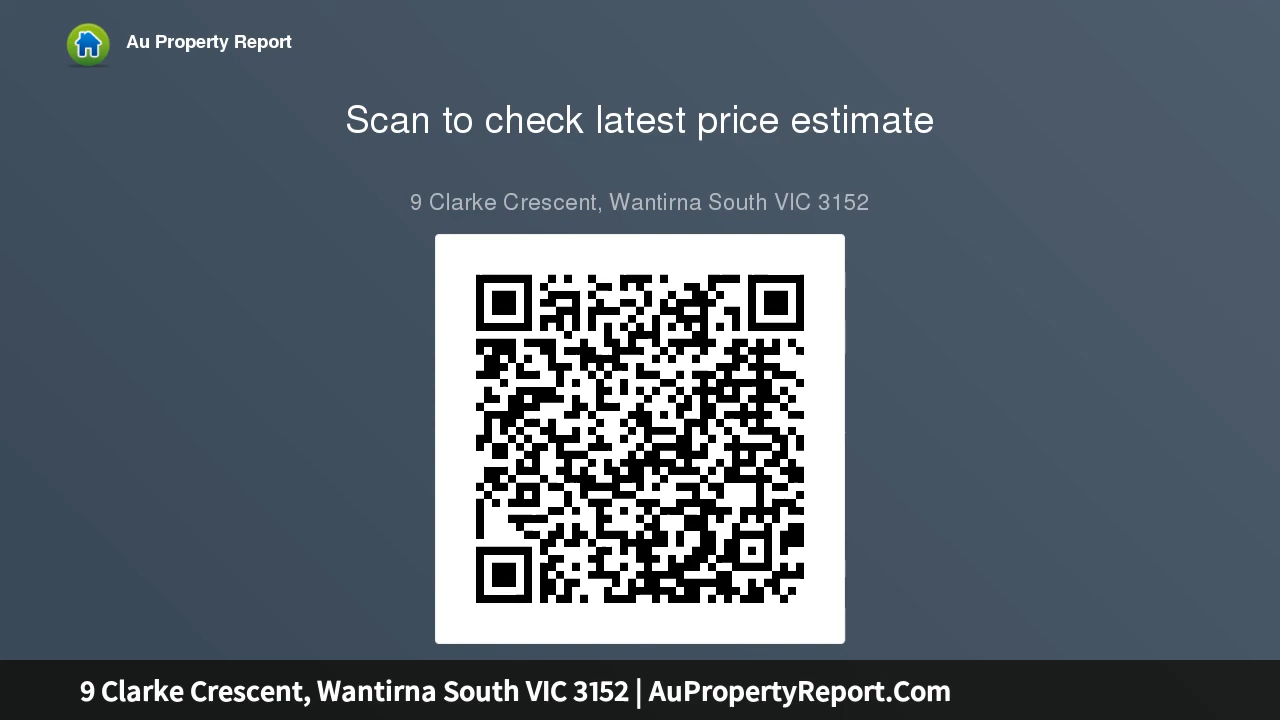 Au Property Report
Scan to check latest price estimate
9 Clarke Crescent, Wantirna South VIC 3152
9 Clarke Crescent, Wantirna South VIC 3152 | AuPropertyReport.Com